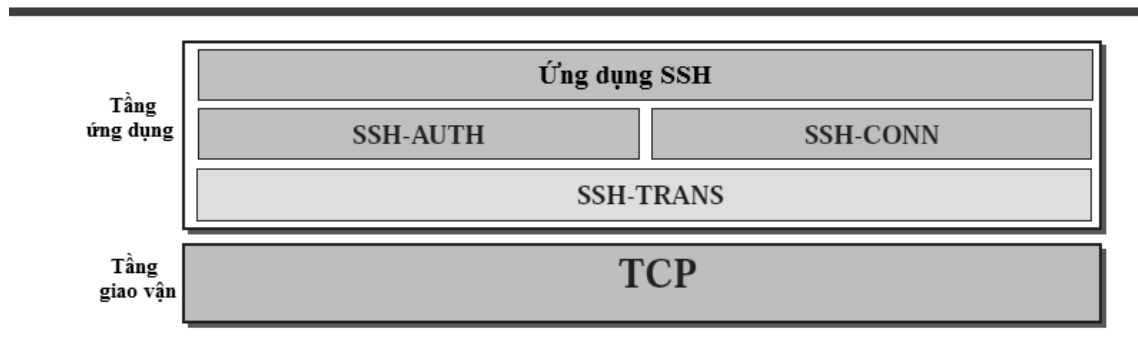 Ứng dụng SSH
Tầng
ứng dụng
SSH-AUTH
SSH-CONN
SSH-TRANS
Tầng
giao vận
TCP